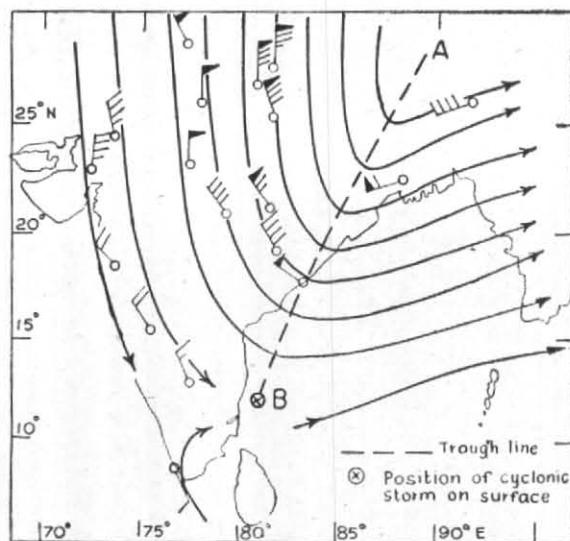 A
25°N
20°
15°
B
10°
— — — Trough line
⊗ Position of cyclonic
storm on surface
70° 75° 80° 85° 90°E